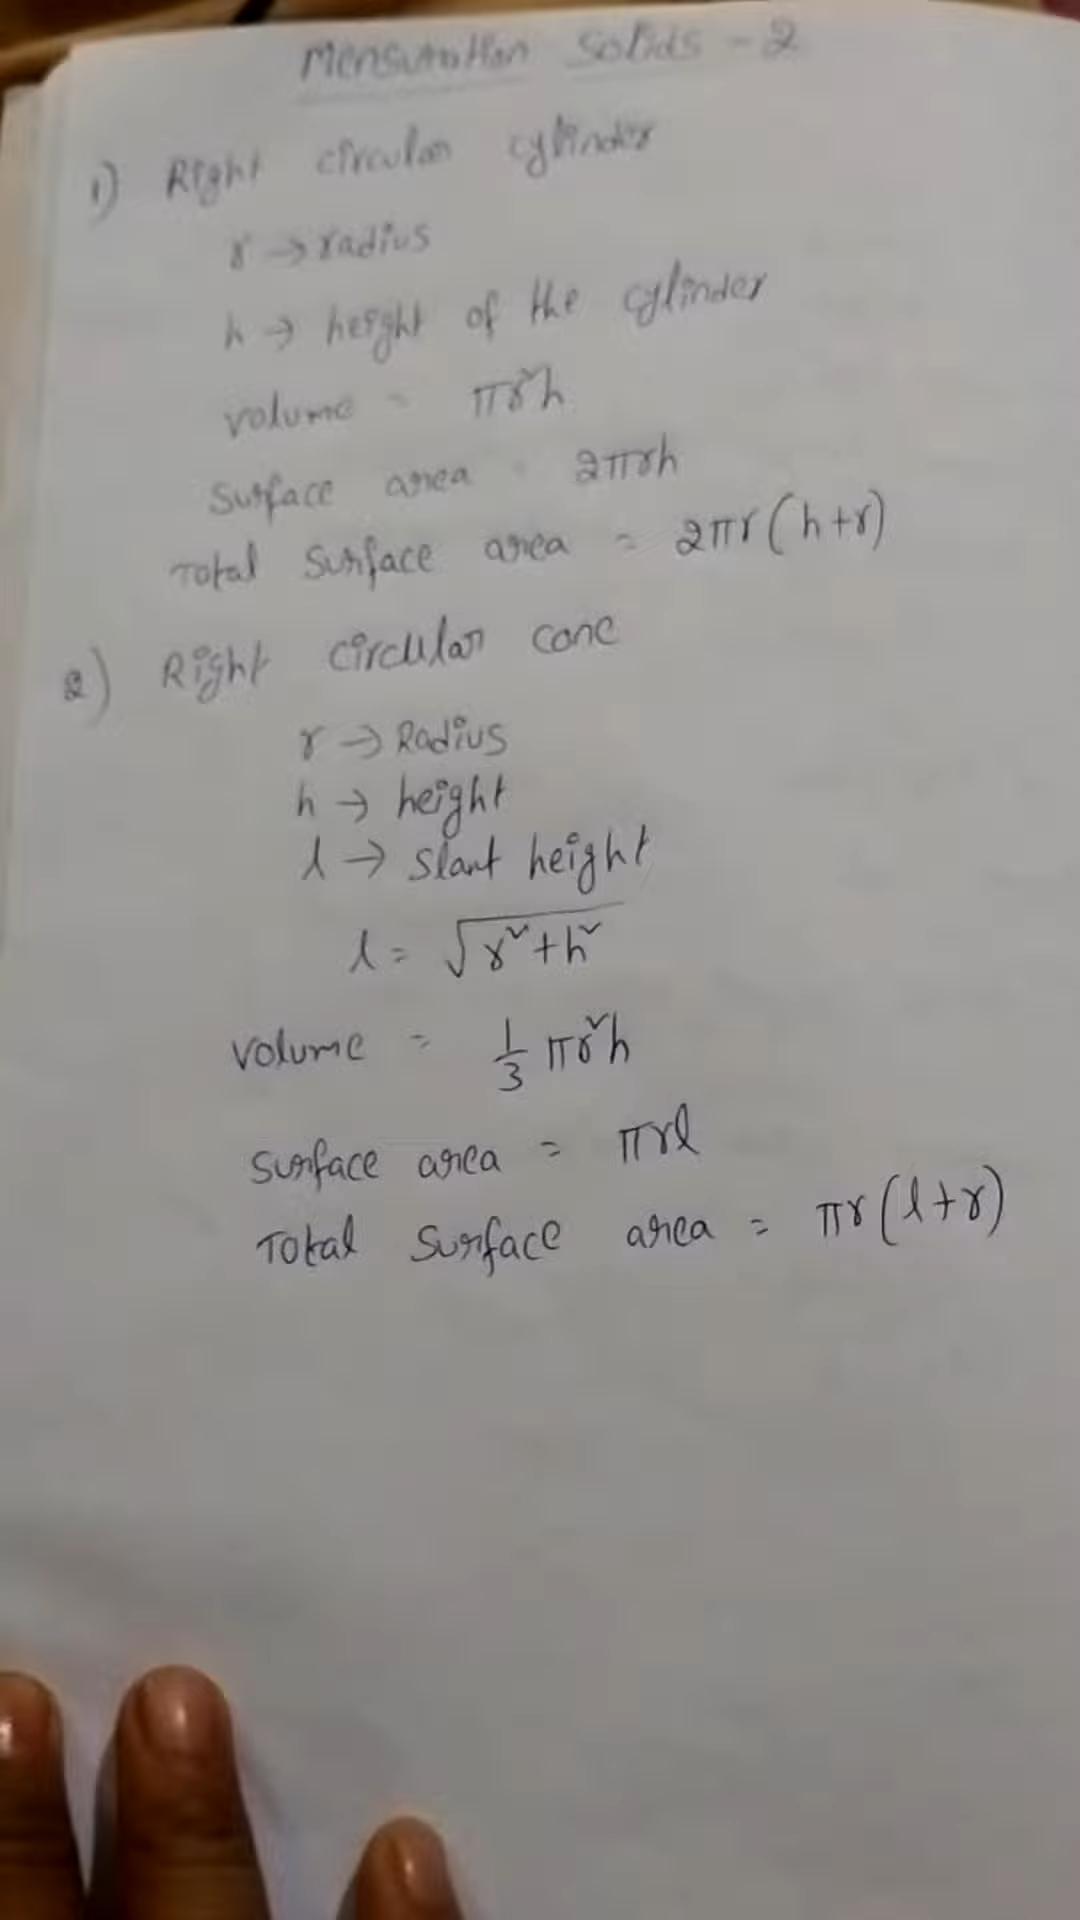 Mensuration Solids - 2
1) Right circular cylinder
r → radius
h → height of the cylinder
volume = πr²h
Surface area = 2πrh
Total Surface area = 2πr(h+r)
2) Right circular cone
r → Radius
h → height
l → Slant height
l = √(r²+h²)
volume = 1/3 πr²h
Surface area = πrl
Total Surface area = πr(l+r)